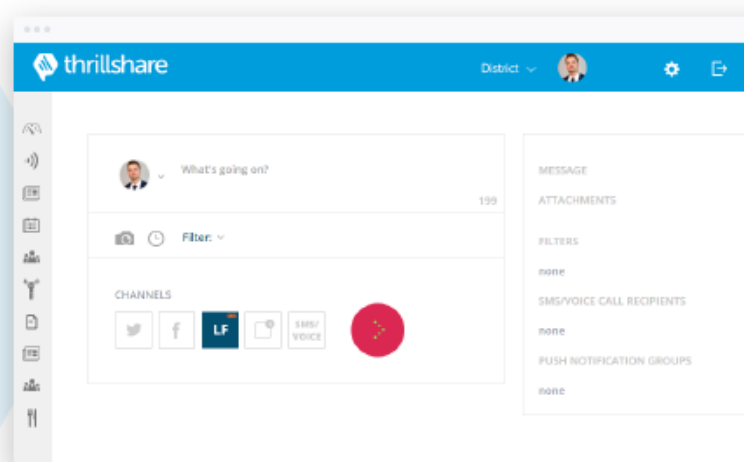 thrillshare
District
What's going on?
199
Filter:
CHANNELS
LF
SMS/
VOICE
MESSAGE
ATTACHMENTS
FILTERS
none
SMS/VOICE CALL RECIPIENTS
none
PUSH NOTIFICATION GROUPS
none